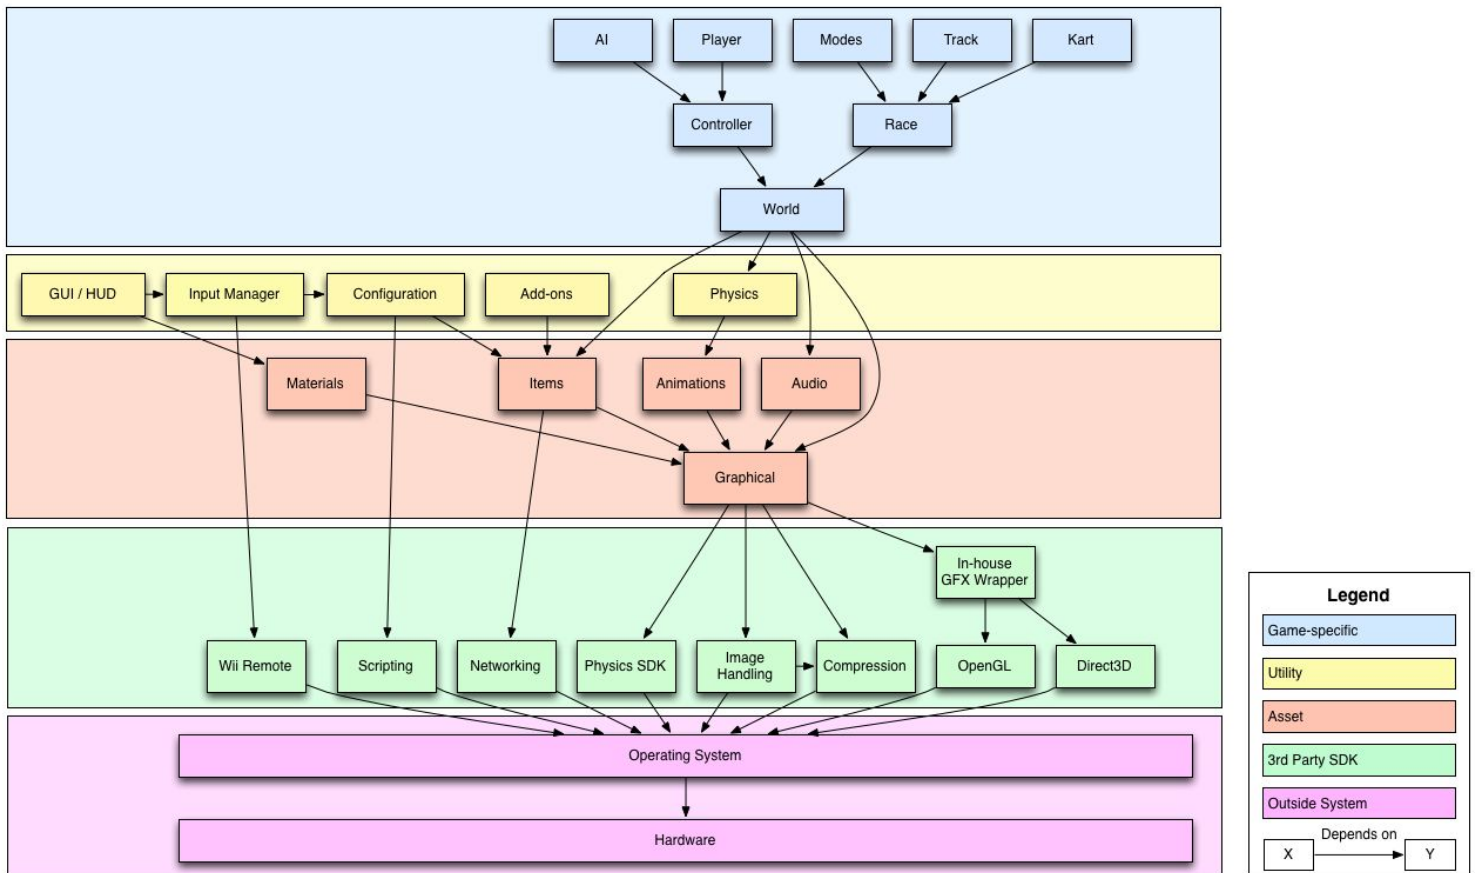 AI
Player
Modes
Track
Kart
Controller
Race
World
GUI / HUD
Input Manager
Configuration
Add-ons
Physics
Materials
Items
Animations
Audio
Graphical
In-house
GFX Wrapper
Wii Remote
Scripting
Networking
Physics SDK
Image
Handling
Compression
OpenGL
Direct3D
Operating System
Hardware
Legend
Game-specific
Utility
Asset
3rd Party SDK
Outside System
Depends on
X
Y